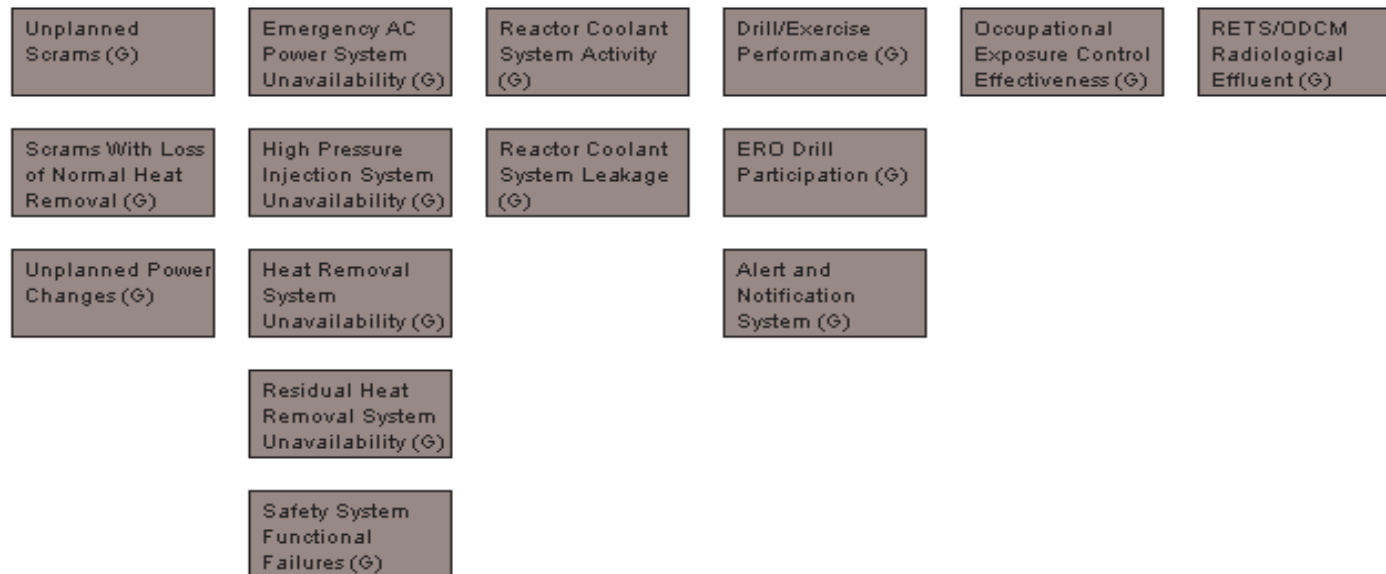 Unplanned
Scrams (G)
Emergency AC
Power System
Unavailability (G)
Reactor Coolant
System Activity
(G)
Drill/Exercise
Performance (G)
Occupational
Exposure Control
Effectiveness (G)
RETS/ODCM
Radiological
Effluent (G)
Scrams With Loss
of Normal Heat
Removal (G)
High Pressure
Injection System
Unavailability (G)
Reactor Coolant
System Leakage
(G)
ERO Drill
Participation (G)
Unplanned Power
Changes (G)
Heat Removal
System
Unavailability (G)
Alert and
Notification
System (G)
Residual Heat
Removal System
Unavailability (G)
Safety System
Functional
Failures (G)